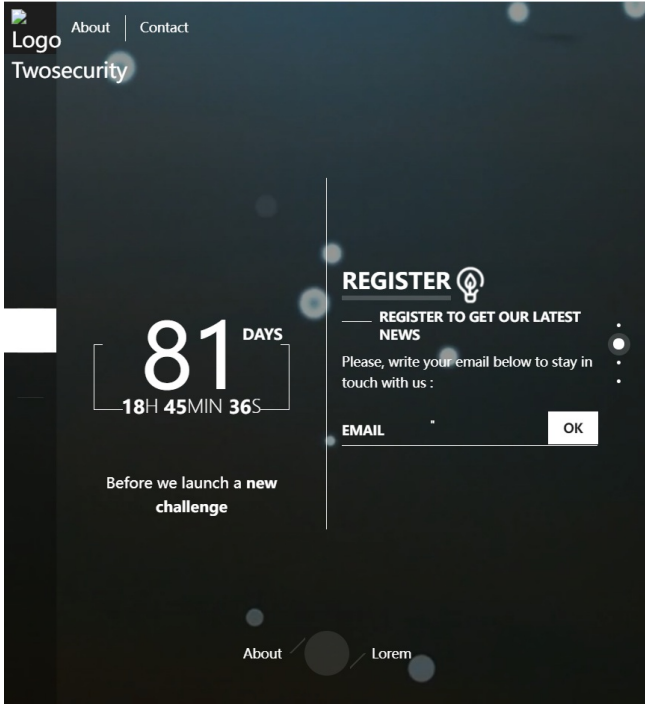 Logo
Twosecurity
About
Contact
REGISTER
REGISTER TO GET OUR LATEST
NEWS
Please, write your email below to stay in
touch with us :
EMAIL
"
OK
81 DAYS
18H 45MIN 36S
Before we launch a new
challenge
About
Lorem